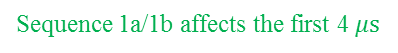 Sequence 1a/1b affects the first 4 μs